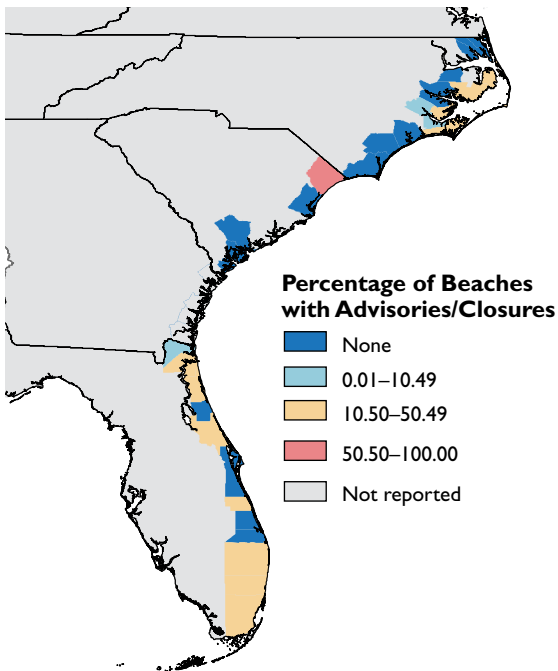 Percentage of Beaches
with Advisories/Closures
None
0.01–10.49
10.50–50.49
50.50–100.00
Not reported